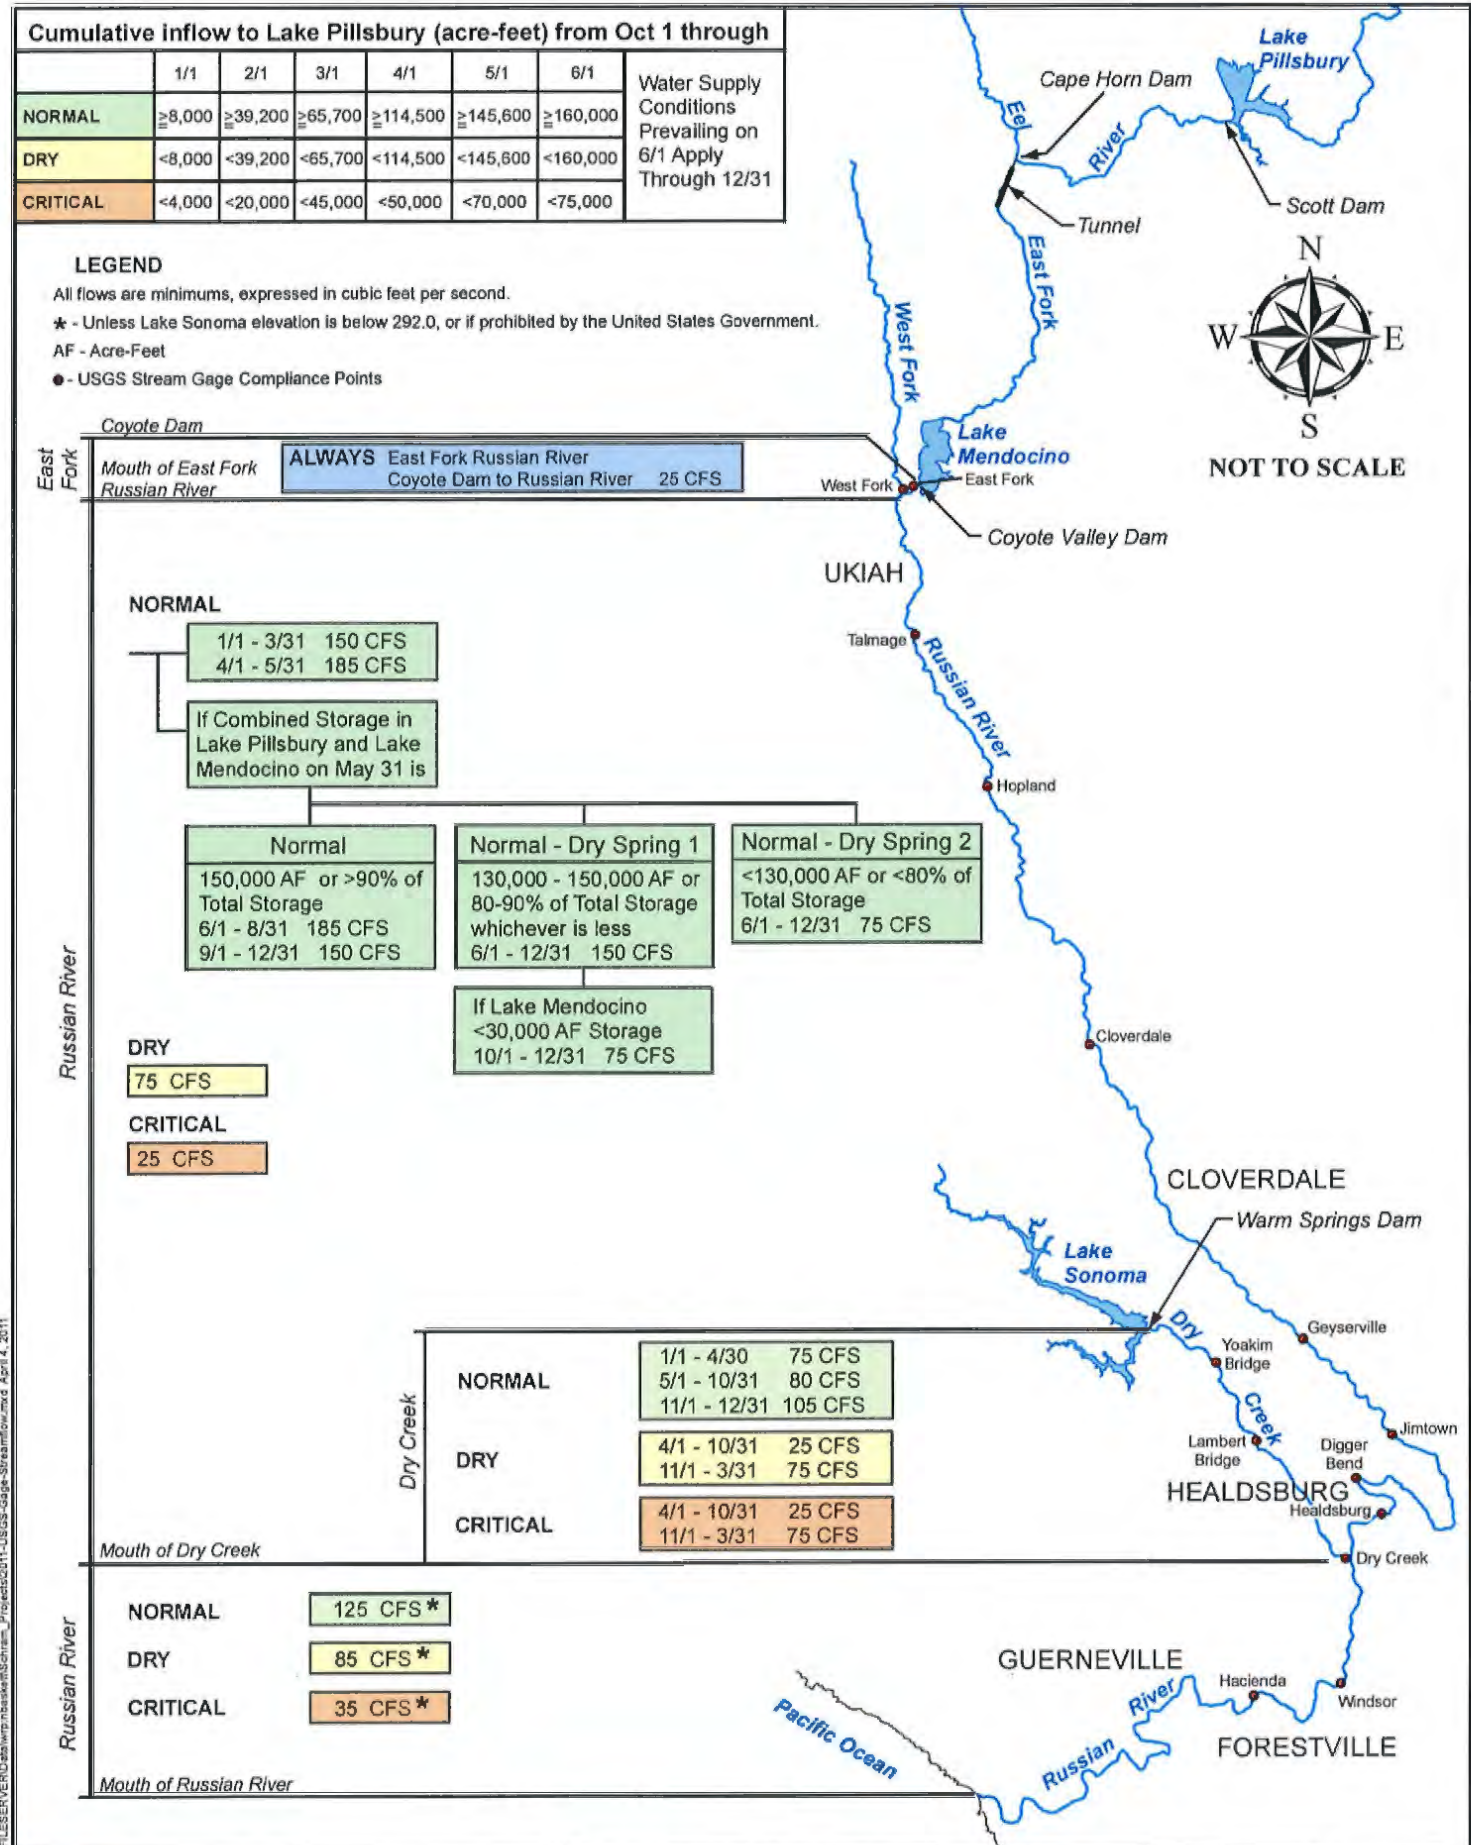 Cumulative inflow to Lake Pillsbury (acre-feet) from Oct 1 through
1/1 2/1 3/1 4/1 5/1 6/1
NORMAL ≧8,000 ≧39,200 ≧65,700 ≧114,500 ≧145,600 ≧160,000
DRY <8,000 <39,200 <65,700 <114,500 <145,600 <160,000
CRITICAL <4,000 <20,000 <45,000 <50,000 <70,000 <75,000
Water Supply
Conditions
Prevailing on
6/1 Apply
Through 12/31
LEGEND
All flows are minimums, expressed in cubic feet per second.
* - Unless Lake Sonoma elevation is below 292.0, or if prohibited by the United States Government.
AF - Acre-Feet
● - USGS Stream Gage Compliance Points
Lake
Pillsbury
Cape Horn Dam
Eel
River
Scott Dam
Tunnel
East Fork
West Fork
N
W
E
S
NOT TO SCALE
East
Fork
Coyote Dam
Mouth of East Fork
Russian River
ALWAYS East Fork Russian River
Coyote Dam to Russian River 25 CFS
Lake
Mendocino
West Fork
East Fork
Coyote Valley Dam
UKIAH
Talmage
Russian River
Hopland
Cloverdale
Russian River
NORMAL
1/1 - 3/31 150 CFS
4/1 - 5/31 185 CFS
If Combined Storage in
Lake Pillsbury and Lake
Mendocino on May 31 is
Normal
150,000 AF or >90% of
Total Storage
6/1 - 8/31 185 CFS
9/1 - 12/31 150 CFS
Normal - Dry Spring 1
130,000 - 150,000 AF or
80-90% of Total Storage
whichever is less
6/1 - 12/31 150 CFS
If Lake Mendocino
<30,000 AF Storage
10/1 - 12/31 75 CFS
Normal - Dry Spring 2
<130,000 AF or <80% of
Total Storage
6/1 - 12/31 75 CFS
DRY
75 CFS
CRITICAL
25 CFS
CLOVERDALE
Warm Springs Dam
Lake
Sonoma
Dry
Creek
Geyserville
Yoakim
Bridge
Jimtown
Lambert
Bridge
Digger
Bend
HEALDSBURG
Healdsburg
Dry Creek
Dry Creek
NORMAL
1/1 - 4/30 75 CFS
5/1 - 10/31 80 CFS
11/1 - 12/31 105 CFS
DRY
4/1 - 10/31 25 CFS
11/1 - 3/31 75 CFS
CRITICAL
4/1 - 10/31 25 CFS
11/1 - 3/31 75 CFS
Mouth of Dry Creek
Russian River
NORMAL 125 CFS*
DRY 85 CFS*
CRITICAL 35 CFS*
Mouth of Russian River
GUERNEVILLE
Hacienda
Windsor
FORESTVILLE
Russian
River
Pacific Ocean
April 4, 2011